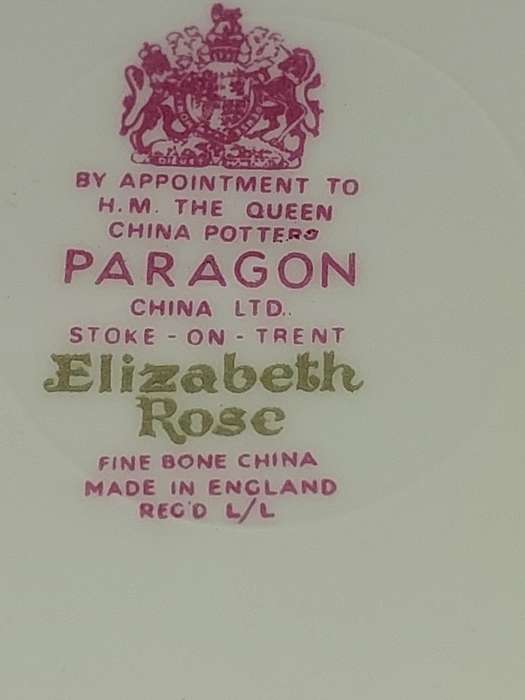 BY APPOINTMENT TO
H.M. THE QUEEN
CHINA POTTERS
PARAGON
CHINA LTD.
STOKE-ON-TRENT
Elizabeth
Rose
FINE BONE CHINA
MADE IN ENGLAND
REG'D L/L